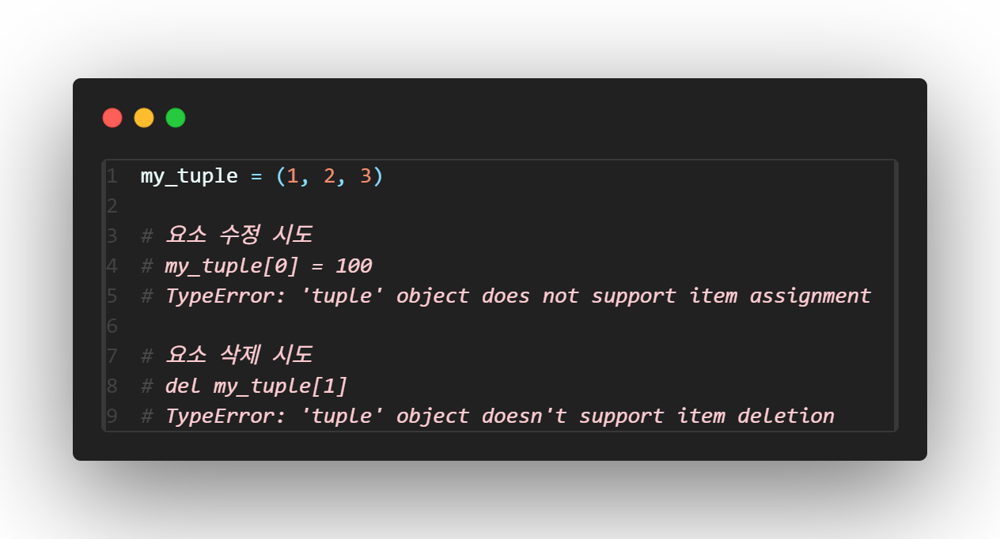 1 my_tuple = (1, 2, 3)
2
3 # 요소 수정 시도
4 # my_tuple[0] = 100
5 # TypeError: 'tuple' object does not support item assignment
6
7 # 요소 삭제 시도
8 # del my_tuple[1]
9 # TypeError: 'tuple' object doesn't support item deletion